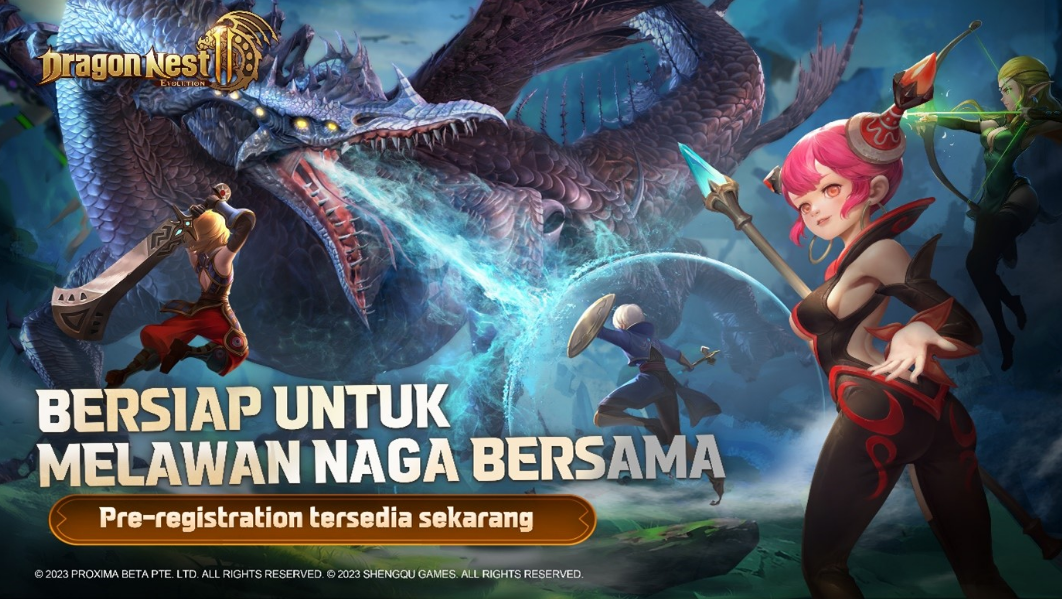 Dragon Nest II
Evolution
BERSIAP UNTUK
MELAWAN NAGA BERSAMA
Pre-registration tersedia sekarang
© 2023 PROXIMA BETA PTE. LTD. ALL RIGHTS RESERVED. © 2023 SHENGQU GAMES. ALL RIGHTS RESERVED.